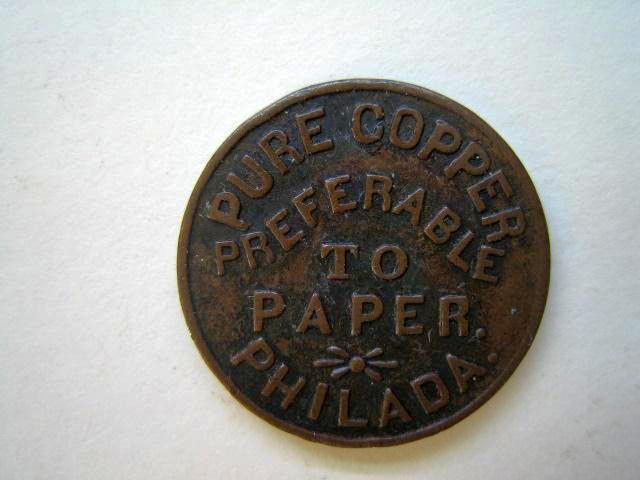 PURE COPPER
PREFERABLE
TO
PAPER.
PHILADA.